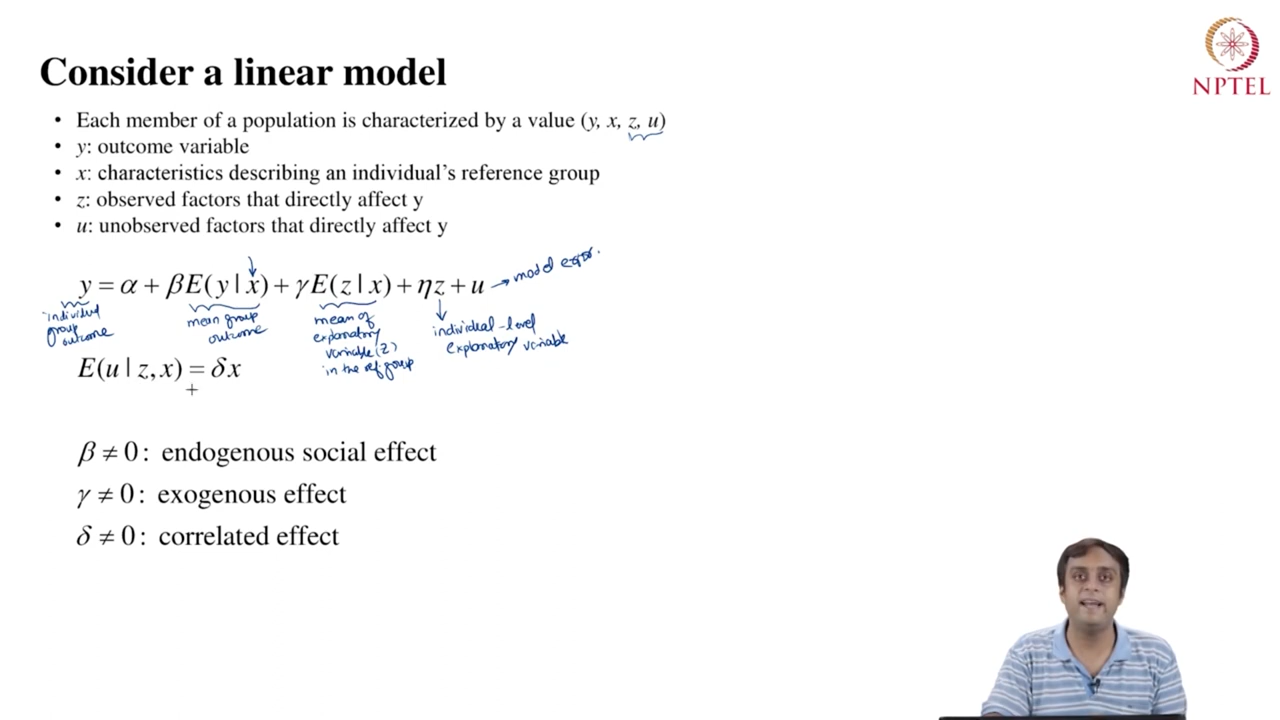 NPTEL
Consider a linear model
• Each member of a population is characterized by a value (y, x, z, u)
• y: outcome variable
• x: characteristics describing an individual's reference group
• z: observed factors that directly affect y
• u: unobserved factors that directly affect y
y = α + βE(y | x) + γE(z | x) + ηz + u → model error.
individual
group
outcome
mean group
outcome
mean of
explanatory
variable (z)
in the ref group
individual-level
explanatory variable
E(u | z, x) = δx
β ≠ 0: endogenous social effect
γ ≠ 0: exogenous effect
δ ≠ 0: correlated effect